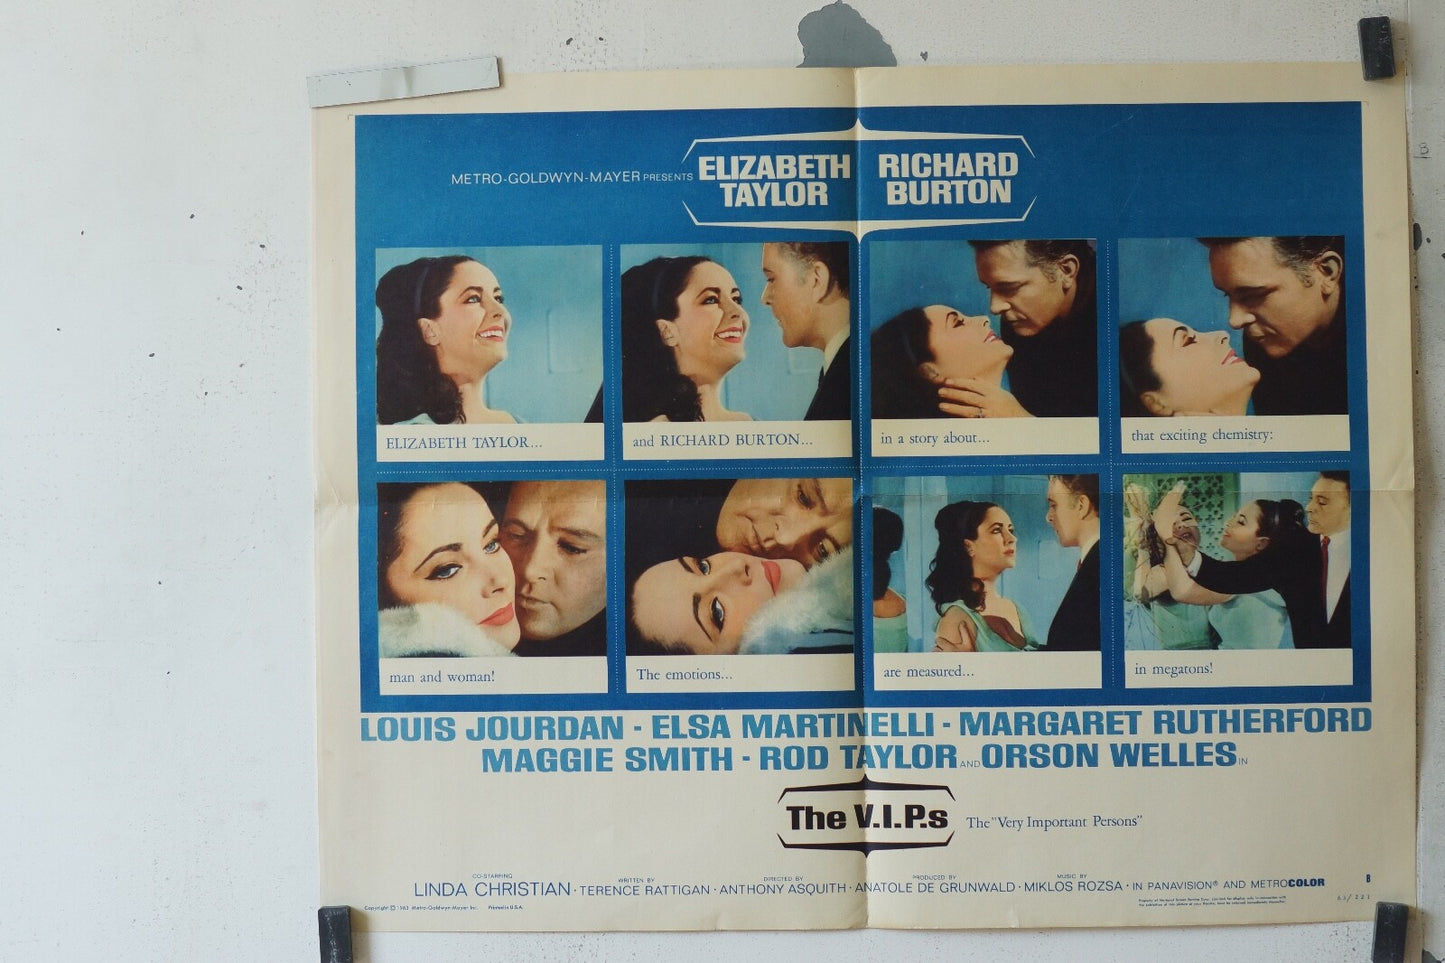 METRO-GOLDWYN-MAYER PRESENTS
ELIZABETH TAYLOR
RICHARD BURTON
ELIZABETH TAYLOR...
and RICHARD BURTON...
in a story about...
that exciting chemistry:
man and woman!
The emotions...
are measured...
in megatons!
LOUIS JOURDAN - ELSA MARTINELLI - MARGARET RUTHERFORD
MAGGIE SMITH - ROD TAYLOR AND ORSON WELLES IN
The V.I.P.s
The "Very Important Persons"
CO-STARRING
LINDA CHRISTIAN ·
WRITTEN BY
TERENCE RATTIGAN ·
DIRECTED BY
ANTHONY ASQUITH ·
PRODUCED BY
ANATOLE DE GRUNWALD ·
MUSIC BY
MIKLOS ROZSA ·
IN PANAVISION® AND METROCOLOR
B
Copyright © 1963 Metro-Goldwyn-Mayer Inc. Printed in U.S.A.
63/221